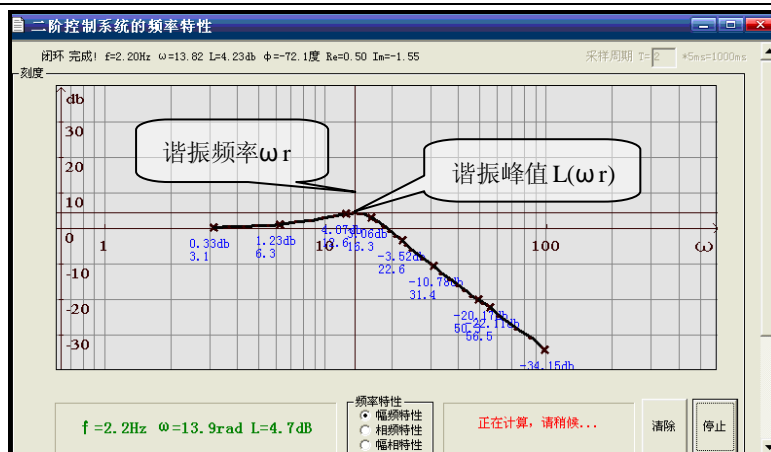 二阶控制系统的频率特性
闭环 完成! f=2.20Hz ω=13.82 L=4.23db ф=-72.1度 Re=0.50 Im=-1.55
采样周期 T= 2 *5ms=1000ms
刻度
db
30
20
10
0
-10
-20
-30
1
10
100
ω
谐振频率ωr
谐振峰值 L(ωr)
0.33db
3.1
1.23db
6.3
4.07db
12.6
3.06db
16.3
-3.52db
22.6
-10.78db
31.4
-20.17db
-22.11db
56.5
-34.15db
f=2.2Hz ω=13.9rad L=4.7dB
频率特性
幅频特性
相频特性
幅相特性
正在计算,请稍候...
清除
停止